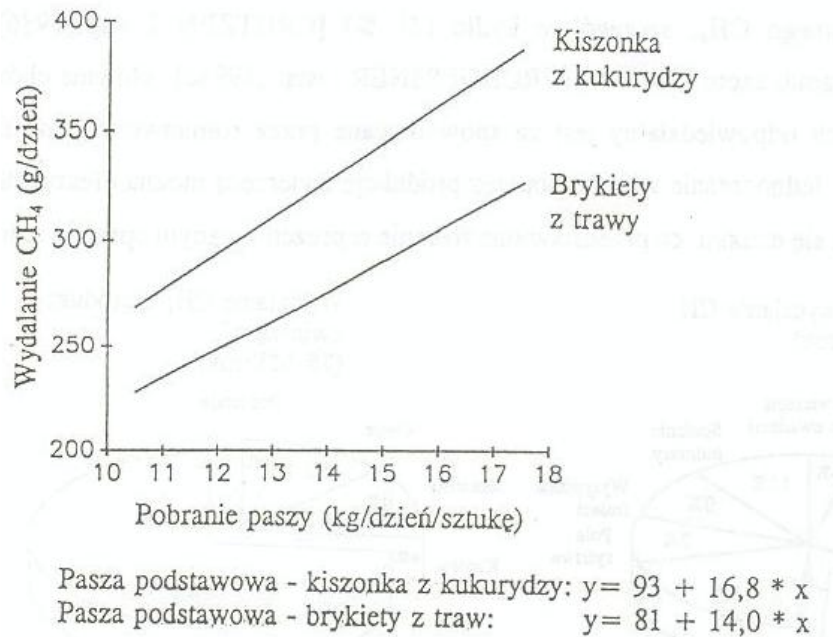 400
350
300
250
200
Wydalanie CH₄ (g/dzień)
Kiszonka
z kukurydzy
Brykiety
z trawy
10 11 12 13 14 15 16 17 18
Pobranie paszy (kg/dzień/sztukę)
Pasza podstawowa - kiszonka z kukurydzy: y= 93 + 16,8 * x
Pasza podstawowa - brykiety z traw: y= 81 + 14,0 * x